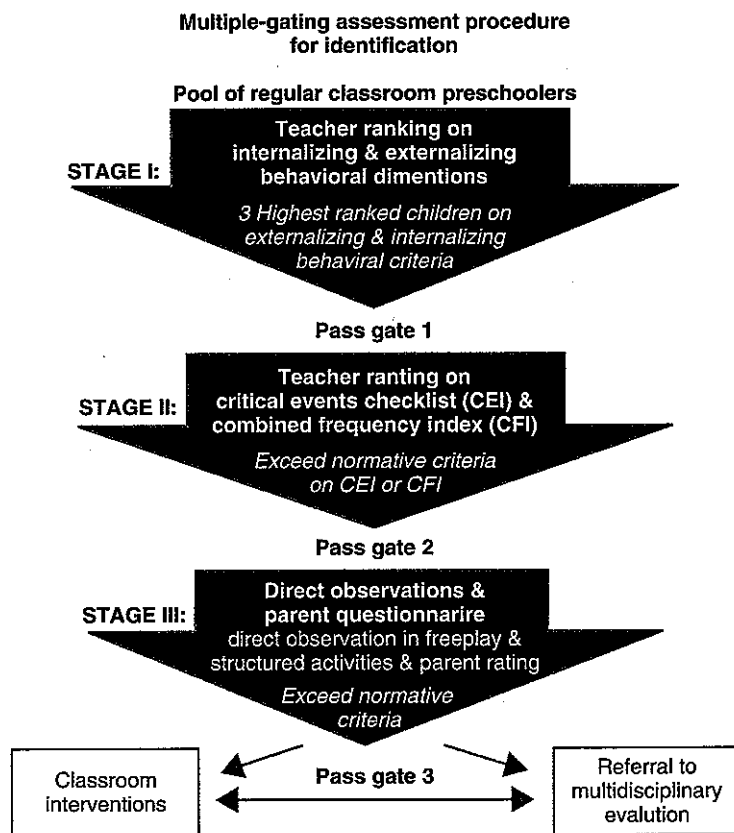 Multiple-gating assessment procedure
for identification
Pool of regular classroom preschoolers
STAGE I:
Teacher ranking on
internalizing & externalizing
behavioral dimentions
3 Highest ranked children on
externalizing & internalizing
behaviral criteria
Pass gate 1
STAGE II:
Teacher ranting on
critical events checklist (CEI) &
combined frequency index (CFI)
Exceed normative criteria
on CEI or CFI
Pass gate 2
STAGE III:
Direct observations &
parent questionnarire
direct observation in freeplay &
structured activities & parent rating
Exceed normative
criteria
Classroom
interventions
Pass gate 3
Referral to
multidisciplinary
evalution